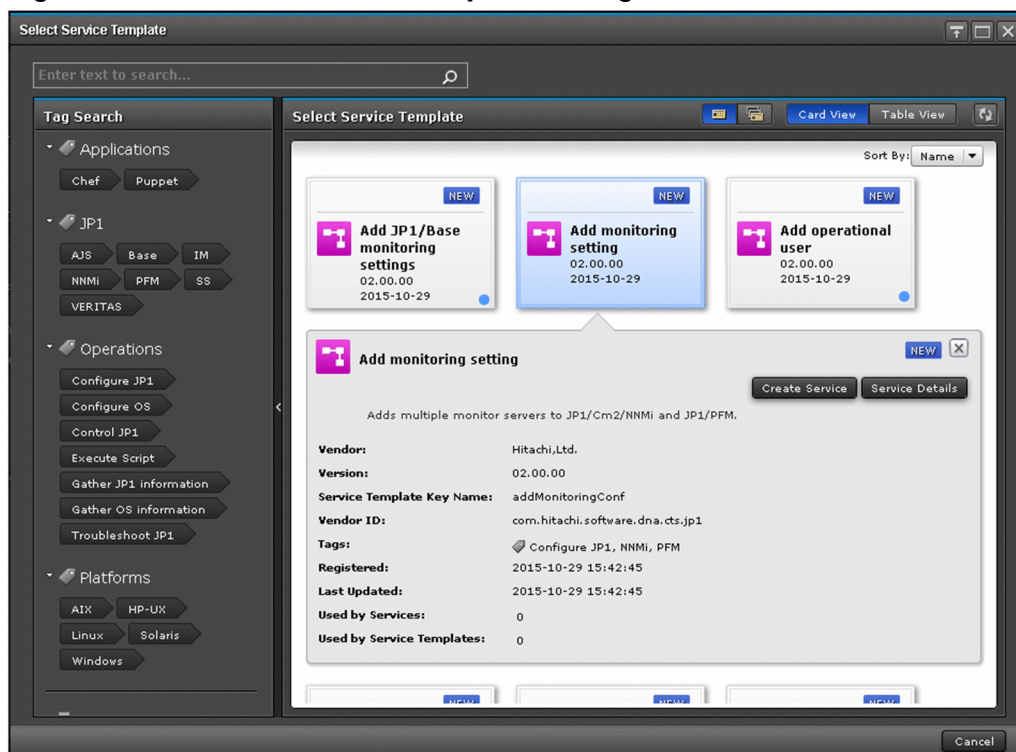 Select Service Template
Enter text to search...
Tag Search
Applications
Chef Puppet
JP1
AJS Base IM
NNMi PFM SS
VERITAS
Operations
Configure JP1
Configure OS
Control JP1
Execute Script
Gather JP1 information
Gather OS information
Troubleshoot JP1
Platforms
AIX HP-UX
Linux Solaris
Windows
Select Service Template
Card View Table View
Sort By: Name
NEW
Add JP1/Base
monitoring
settings
02.00.00
2015-10-29
NEW
Add monitoring
setting
02.00.00
2015-10-29
NEW
Add operational
user
02.00.00
2015-10-29
Add monitoring setting
NEW
Create Service Service Details
Adds multiple monitor servers to JP1/Cm2/NNMi and JP1/PFM.
Vendor: Hitachi,Ltd.
Version: 02.00.00
Service Template Key Name: addMonitoringConf
Vendor ID: com.hitachi.software.dna.cts.jp1
Tags: Configure JP1, NNMi, PFM
Registered: 2015-10-29 15:42:45
Last Updated: 2015-10-29 15:42:45
Used by Services: 0
Used by Service Templates: 0
NEW NEW NEW
Cancel